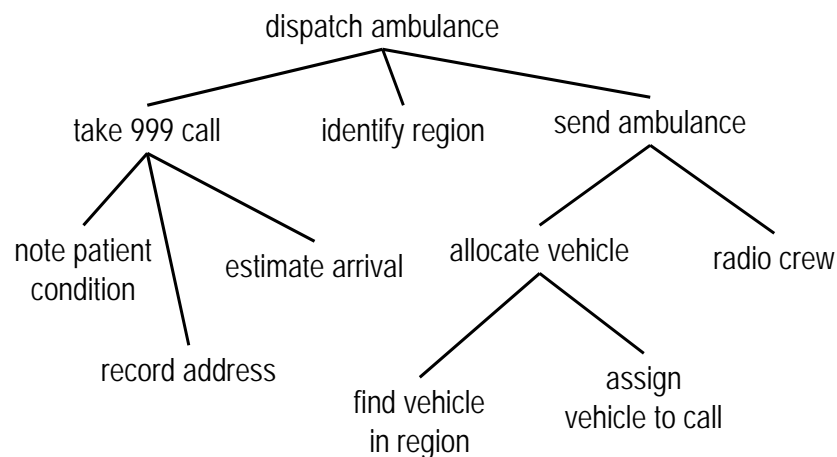 dispatch ambulance
take 999 call
identify region
send ambulance
note patient
condition
estimate arrival
allocate vehicle
radio crew
record address
find vehicle
in region
assign
vehicle to call